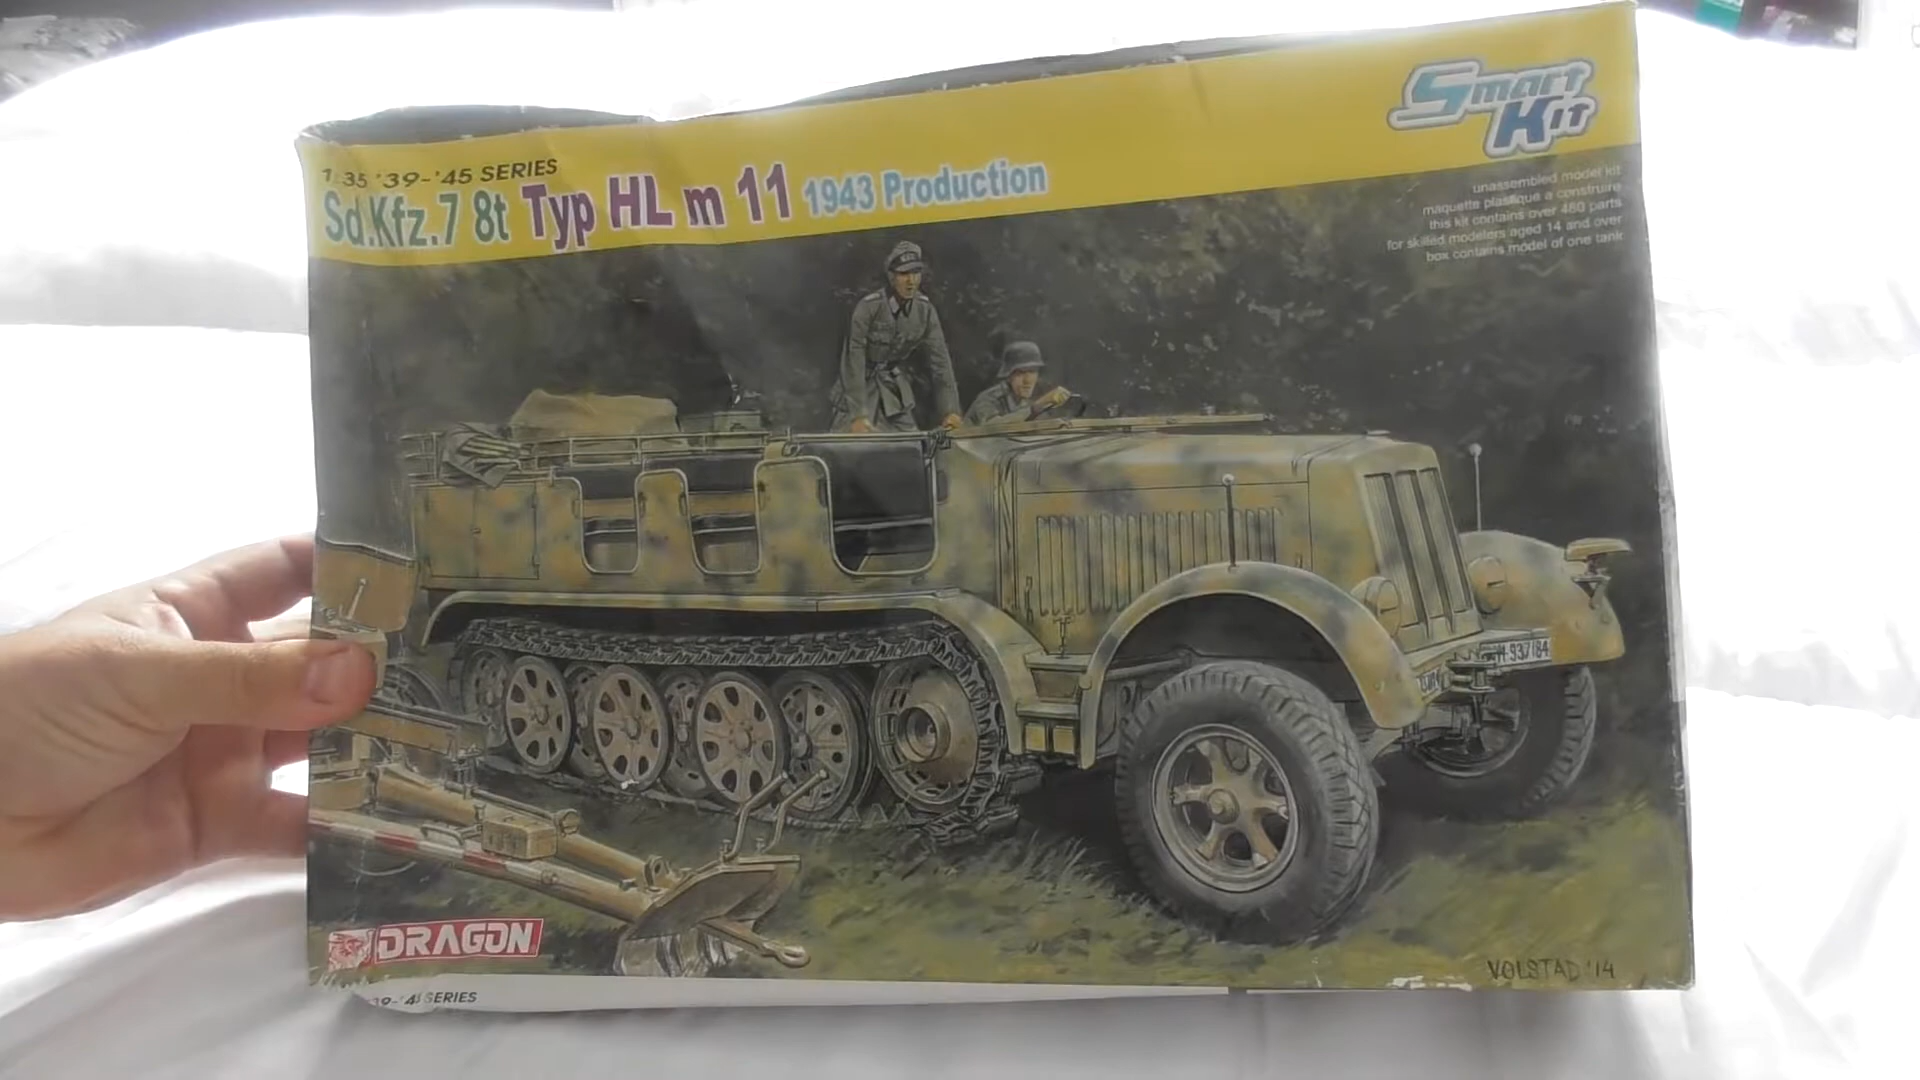 Smart
Kit
1:35 '39-'45 SERIES
Sd.Kfz.7 8t Typ HL m 11 1943 Production
unassembled model kit
maquette plastique a construire
this kit contains over 480 parts
for skilled modelers aged 14 and over
box contains model of one tank
937184
DRAGON
VOLSTAD '14
39-'45 SERIES